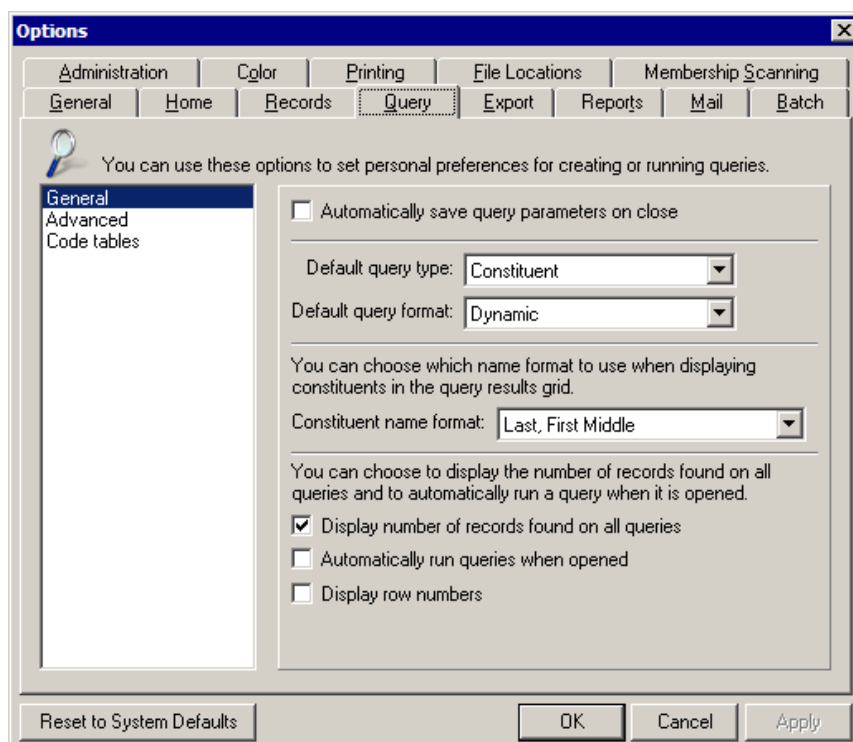 Options
Administration Color Printing File Locations Membership Scanning
General Home Records Query Export Reports Mail Batch
You can use these options to set personal preferences for creating or running queries.
General
Advanced
Code tables
Automatically save query parameters on close
Default query type: Constituent
Default query format: Dynamic
You can choose which name format to use when displaying
constituents in the query results grid.
Constituent name format: Last, First Middle
You can choose to display the number of records found on all
queries and to automatically run a query when it is opened.
Display number of records found on all queries
Automatically run queries when opened
Display row numbers
Reset to System Defaults OK Cancel Apply